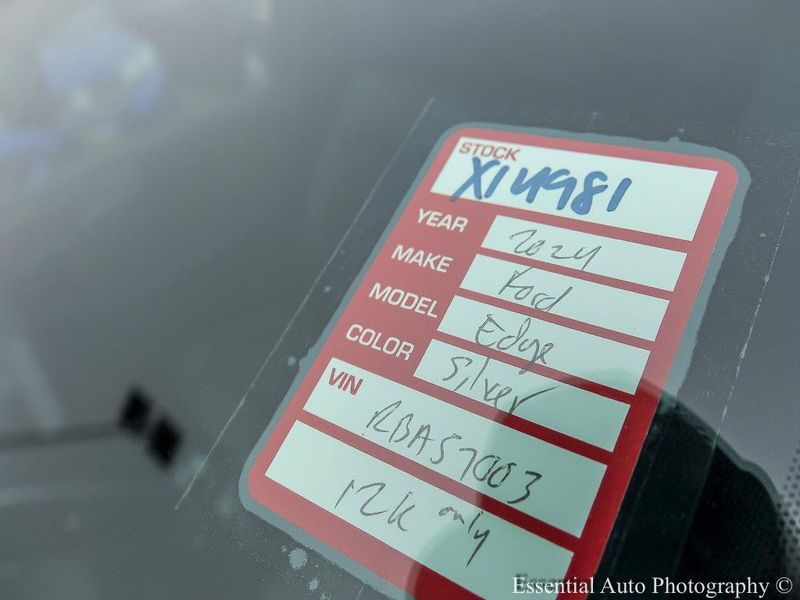 STOCK
X14981
YEAR 2024
MAKE Ford
MODEL Edge
COLOR Silver
VIN
RBA57003
12k only
Essential Auto Photography ©